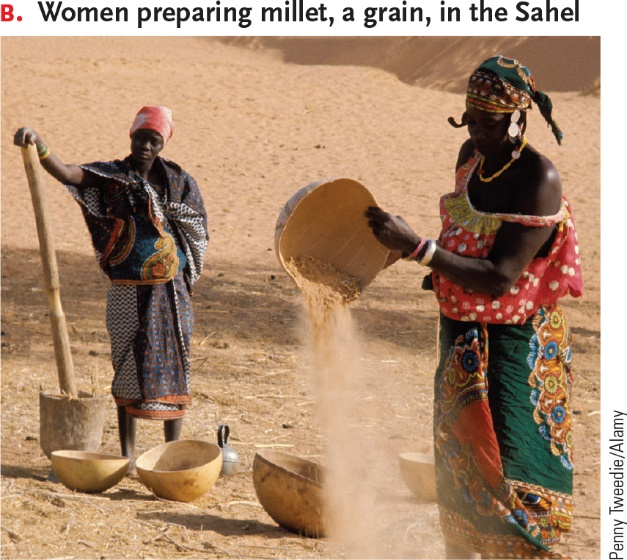 B. Women preparing millet, a grain, in the Sahel
Penny Tweedie/Alamy